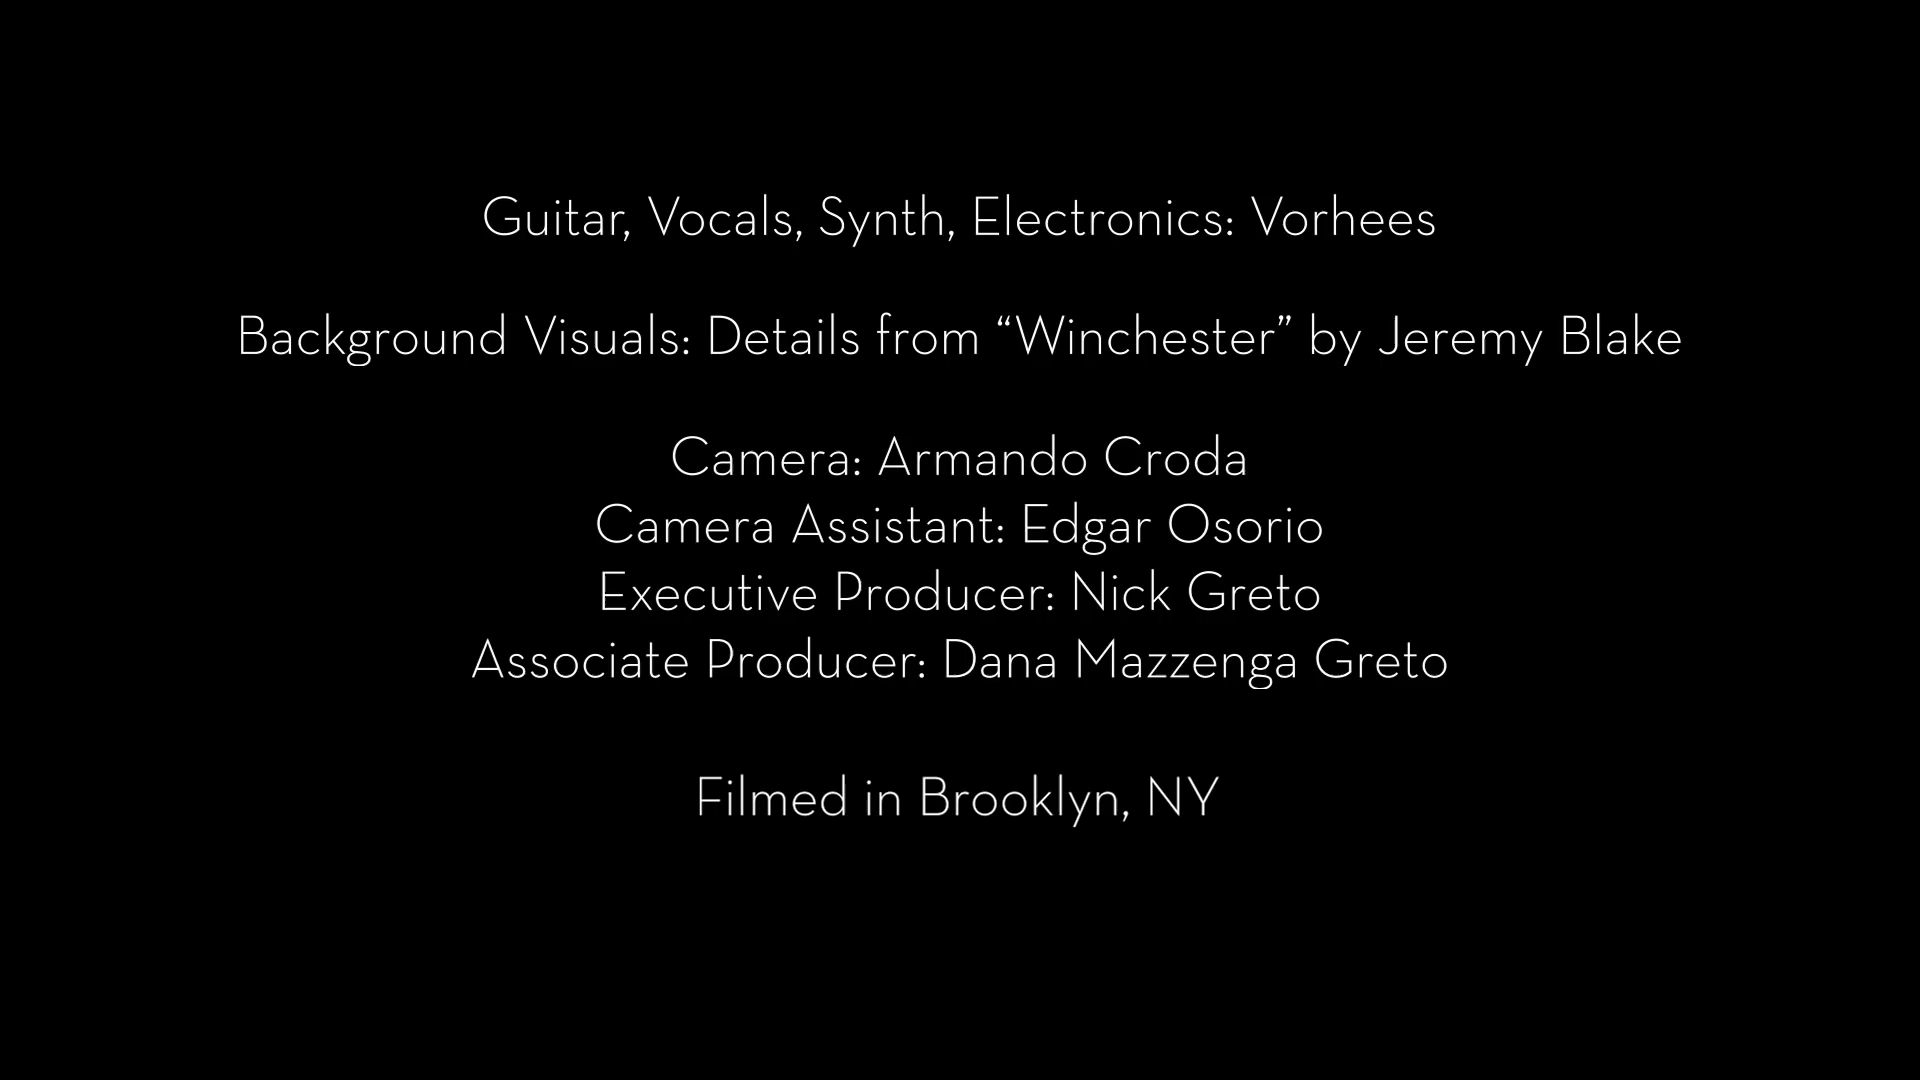 Guitar, Vocals, Synth, Electronics: Vorhees
Background Visuals: Details from “Winchester” by Jeremy Blake
Camera: Armando Croda
Camera Assistant: Edgar Osorio
Executive Producer: Nick Greto
Associate Producer: Dana Mazzenga Greto
Filmed in Brooklyn, NY